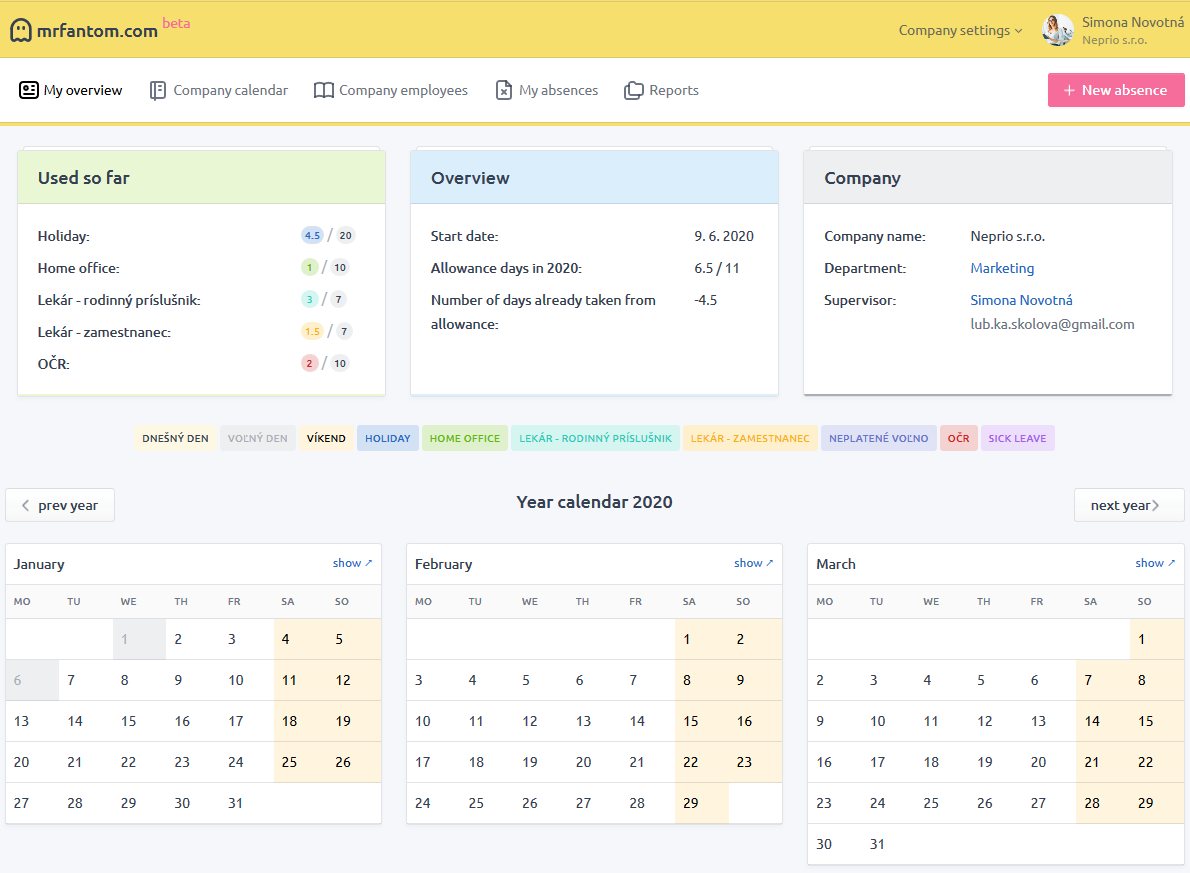 mrfantom.com beta
Company settings
Simona Novotná
Neprio s.r.o.
My overview Company calendar Company employees My absences Reports + New absence
Used so far
Holiday: 4.5 / 20
Home office: 1 / 10
Lekár - rodinný príslušník: 3 / 7
Lekár - zamestnanec: 1.5 / 7
OČR: 2 / 10
Overview
Start date: 9. 6. 2020
Allowance days in 2020: 6.5 / 11
Number of days already taken from -4.5
allowance:
Company
Company name: Neprio s.r.o.
Department: Marketing
Supervisor: Simona Novotná
lub.ka.skolova@gmail.com
DNEŠNÝ DEN VOĽNÝ DEN VÍKEND HOLIDAY HOME OFFICE LEKÁR - RODINNÝ PRÍSLUŠNIK LEKÁR - ZAMESTNANEC NEPLATENÉ VOĽNO OČR SICK LEAVE
prev year Year calendar 2020 next year
January show ↗
MO TU WE TH FR SA SO
1 2 3 4 5
6 7 8 9 10 11 12
13 14 15 16 17 18 19
20 21 22 23 24 25 26
27 28 29 30 31
February show ↗
MO TU WE TH FR SA SO
1 2
3 4 5 6 7 8 9
10 11 12 13 14 15 16
17 18 19 20 21 22 23
24 25 26 27 28 29
March show ↗
MO TU WE TH FR SA SO
1
2 3 4 5 6 7 8
9 10 11 12 13 14 15
16 17 18 19 20 21 22
23 24 25 26 27 28 29
30 31